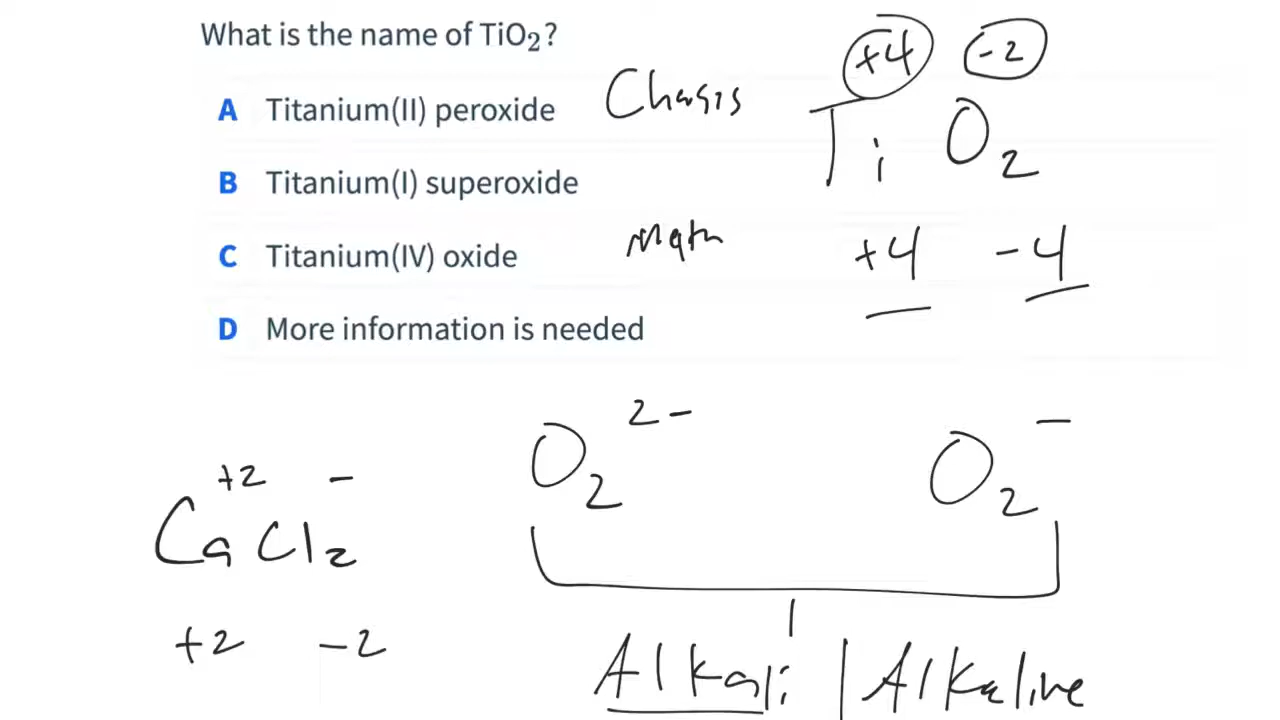 What is the name of TiO₂?
A Titanium(II) peroxide
B Titanium(I) superoxide
C Titanium(IV) oxide
D More information is needed
+4 -2
Ti O2
Math
+4 -4
O2 2-
O2 -
+2 -
CaCl2
+2 -2
Alkali | Alkaline